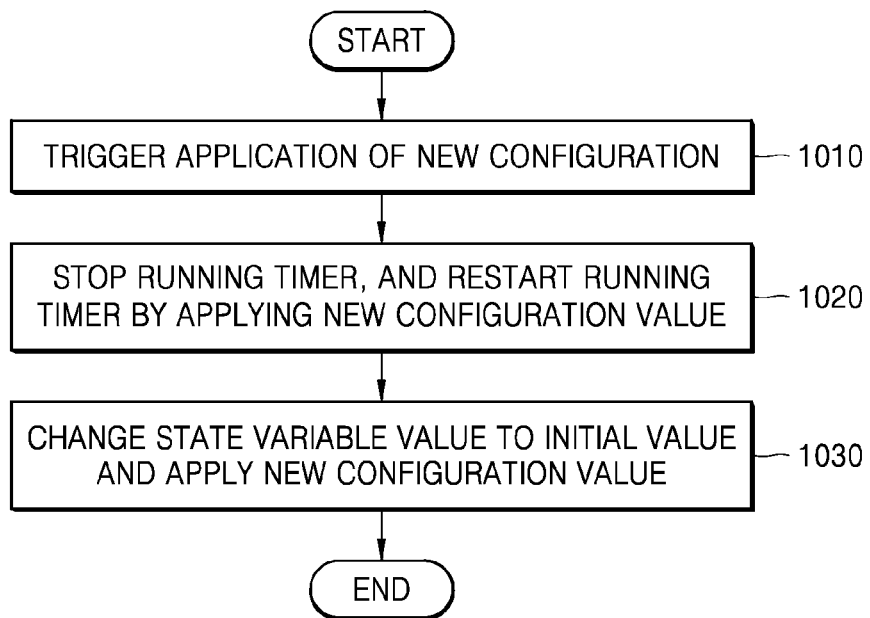 START
TRIGGER APPLICATION OF NEW CONFIGURATION
1010
STOP RUNNING TIMER, AND RESTART RUNNING
TIMER BY APPLYING NEW CONFIGURATION VALUE
1020
CHANGE STATE VARIABLE VALUE TO INITIAL VALUE
AND APPLY NEW CONFIGURATION VALUE
1030
END